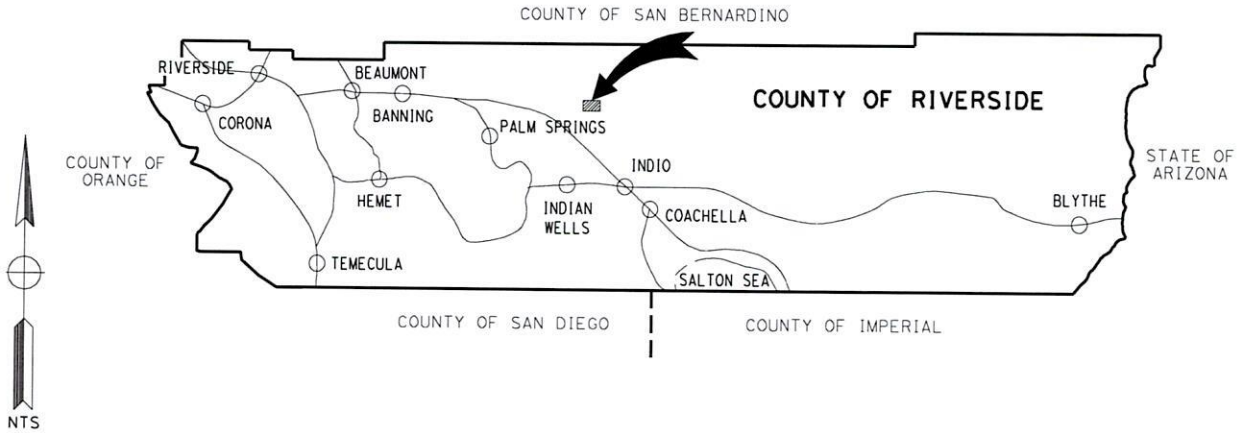 COUNTY OF SAN BERNARDINO
RIVERSIDE
BEAUMONT
COUNTY OF RIVERSIDE
CORONA
BANNING
PALM SPRINGS
COUNTY OF
ORANGE
STATE OF
ARIZONA
INDIO
HEMET
INDIAN
WELLS
COACHELLA
BLYTHE
TEMECULA
SALTON SEA
COUNTY OF SAN DIEGO
COUNTY OF IMPERIAL
NTS